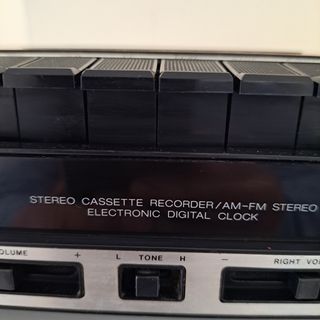 STEREO CASSETTE RECORDER/AM-FM STEREO
ELECTRONIC DIGITAL CLOCK
+ L TONE H - RIGHT